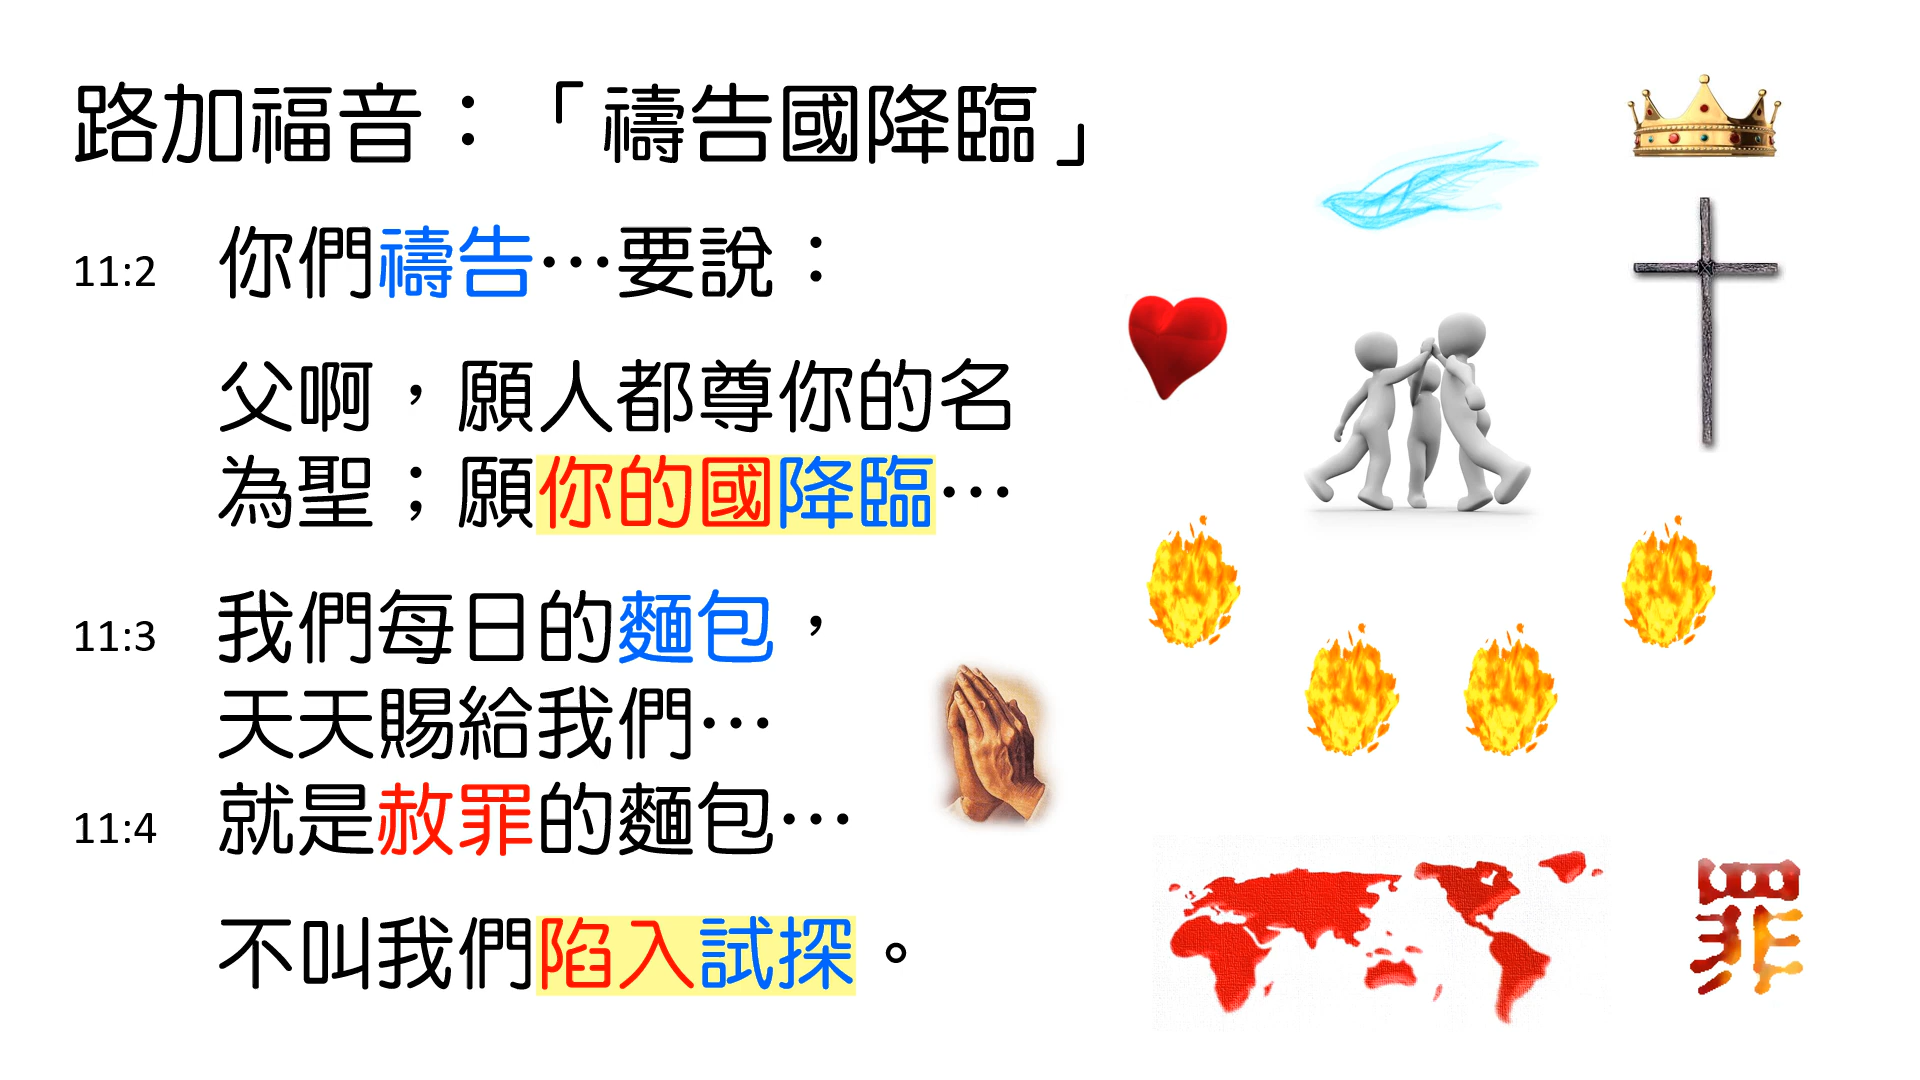 路加福音：「禱告國降臨」
11:2 你們禱告…要說：
父啊，願人都尊你的名
為聖；願你的國降臨…
11:3 我們每日的麵包，
天天賜給我們…
11:4 就是赦罪的麵包…
不叫我們陷入試探。
罪